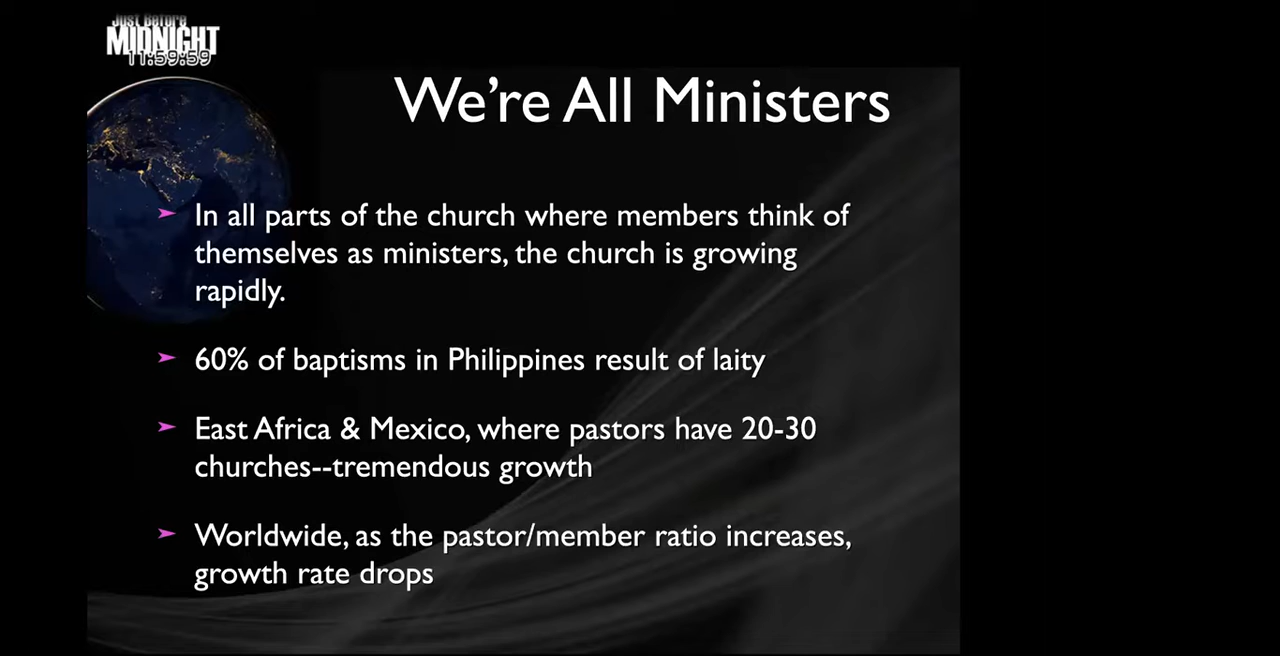 Just Before
MIDNIGHT
11:59:59
We're All Ministers
In all parts of the church where members think of
themselves as ministers, the church is growing
rapidly.
60% of baptisms in Philippines result of laity
East Africa & Mexico, where pastors have 20-30
churches--tremendous growth
Worldwide, as the pastor/member ratio increases,
growth rate drops